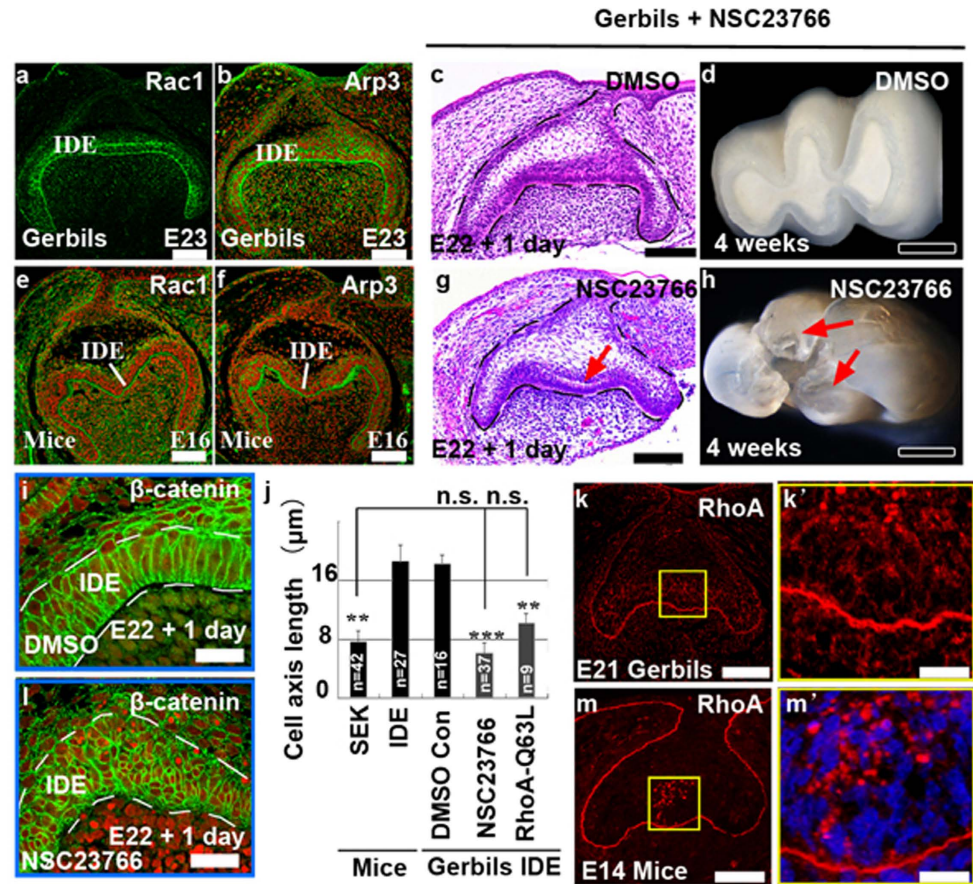 Gerbils + NSC23766
a
Rac1
IDE
Gerbils
E23
b
Arp3
IDE
Gerbils
E23
c
DMSO
E22 + 1 day
d
DMSO
4 weeks
e
Rac1
IDE
Mice
E16
f
Arp3
IDE
Mice
E16
g
NSC23766
E22 + 1 day
h
NSC23766
4 weeks
i
β-catenin
IDE
DMSO
E22 + 1 day
l
β-catenin
IDE
E22 + 1 day
NSC23766
j
n.s. n.s.
Cell axis length (μm)
16
8
0
**
***
**
n=42
n=27
n=16
n=37
n=9
SEK
IDE
DMSO Con
NSC23766
RhoA-Q63L
Mice
Gerbils IDE
k
RhoA
E21 Gerbils
k’
m
RhoA
E14 Mice
m’